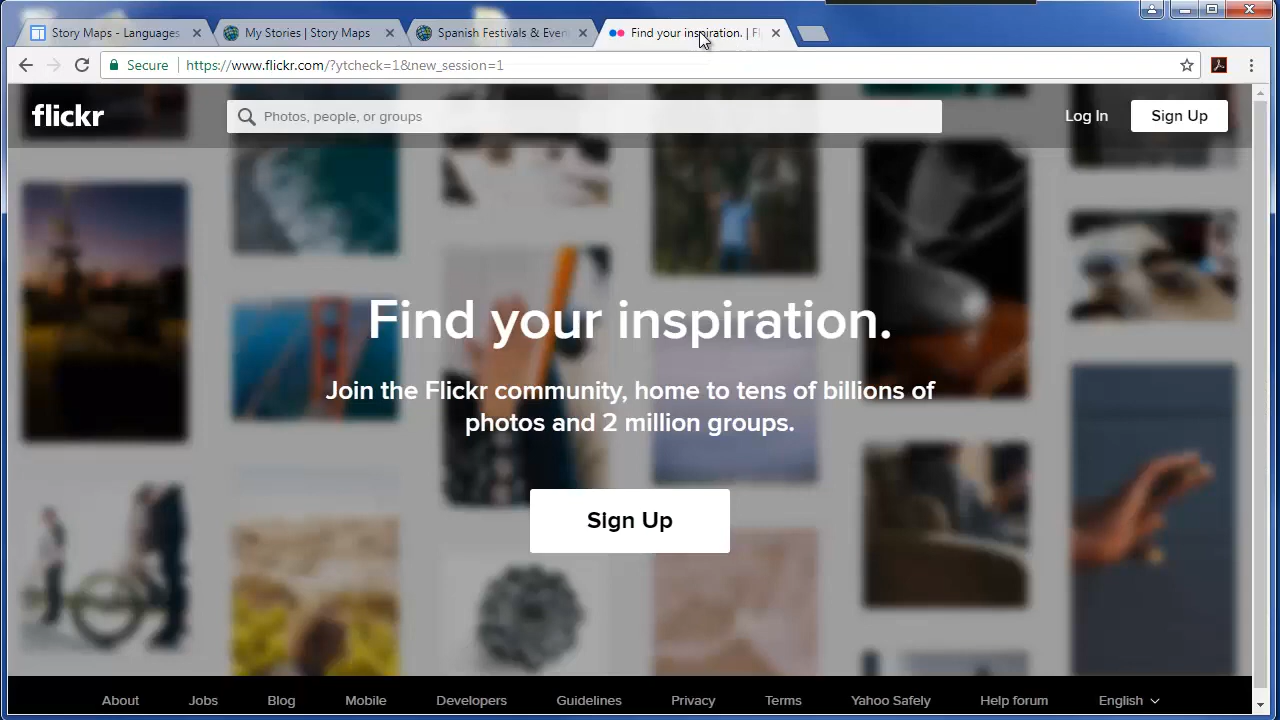 Story Maps - Languages
My Stories | Story Maps
Spanish Festivals & Even
Find your inspiration. | Fl
Secure
https://www.flickr.com/?ytcheck=1&new_session=1
flickr
Photos, people, or groups
Log In
Sign Up
Find your inspiration.
Join the Flickr community, home to tens of billions of
photos and 2 million groups.
Sign Up
About
Jobs
Blog
Mobile
Developers
Guidelines
Privacy
Terms
Yahoo Safely
Help forum
English